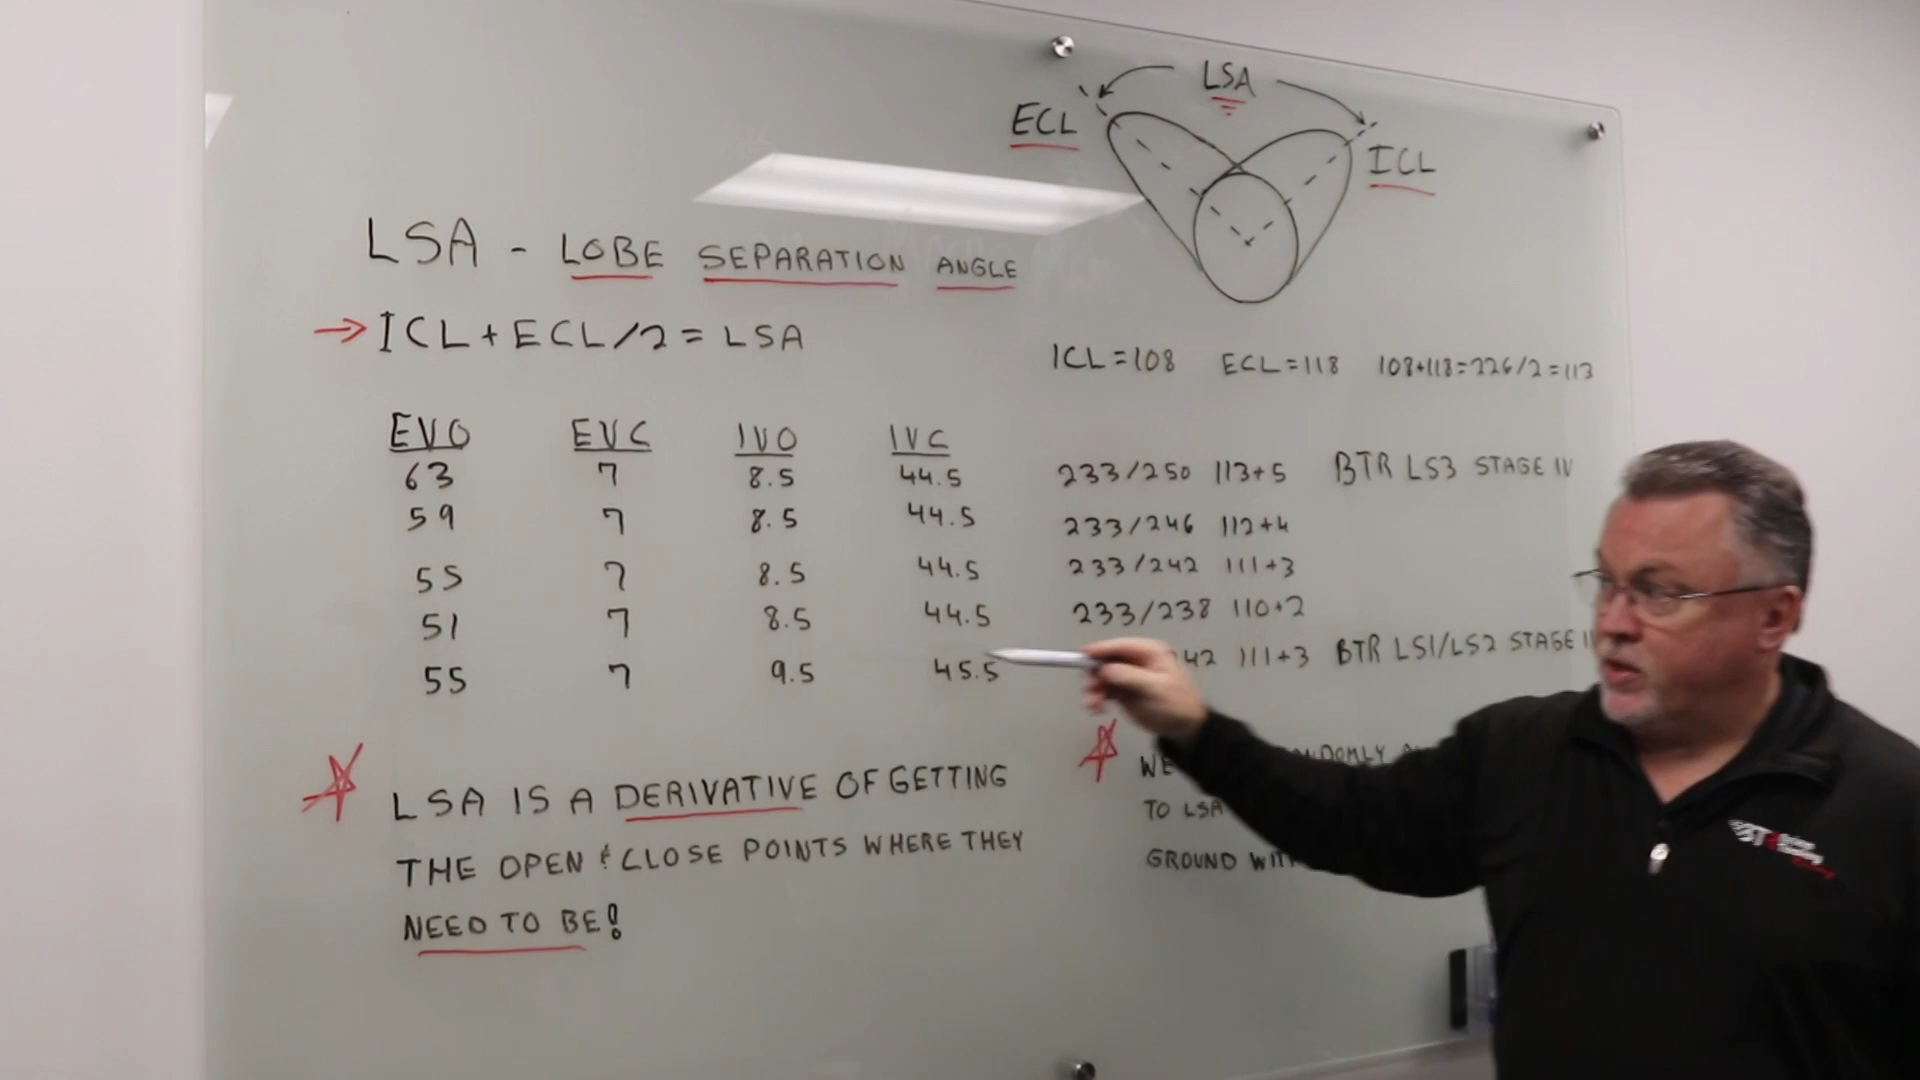 LSA
ECL
ICL
LSA - LOBE SEPARATION ANGLE
→ ICL + ECL/2 = LSA
ICL=108 ECL=118 108+118=226/2=113
EVO EVC IVO IVC
63 7 8.5 44.5 233/250 113+5 BTR LS3 STAGE IV
59 7 8.5 44.5 233/246 112+4
55 7 8.5 44.5 233/242 111+3
51 7 8.5 44.5 233/238 110+2
55 7 9.5 45.5 42 111+3 BTR LS1/LS2 STAGE
LSA IS A DERIVATIVE OF GETTING
THE OPEN & CLOSE POINTS WHERE THEY
NEED TO BE!
WE
TO LSA
GROUND WITH